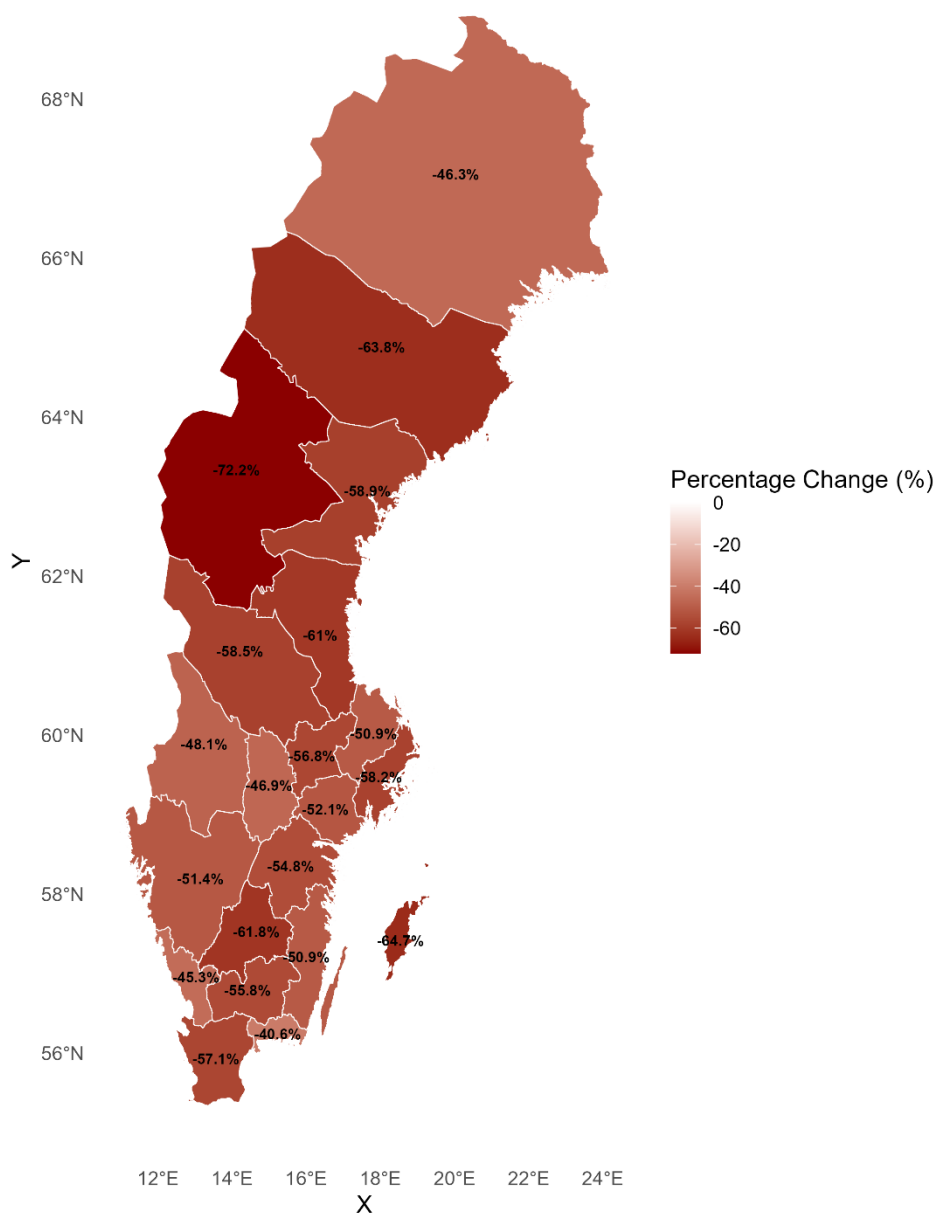 68°N
-46.3%
66°N
-63.8%
64°N
-72.2%
-58.9%
Percentage Change (%)
0
-20
-40
-60
Y
62°N
-61%
-58.5%
60°N
-50.9%
-48.1%
-56.8%
-58.2%
-46.9%
-52.1%
-54.8%
-51.4%
58°N
-61.8%
-64.7%
-50.9%
-45.3%
-55.8%
-40.6%
56°N
-57.1%
12°E 14°E 16°E 18°E 20°E 22°E 24°E
X